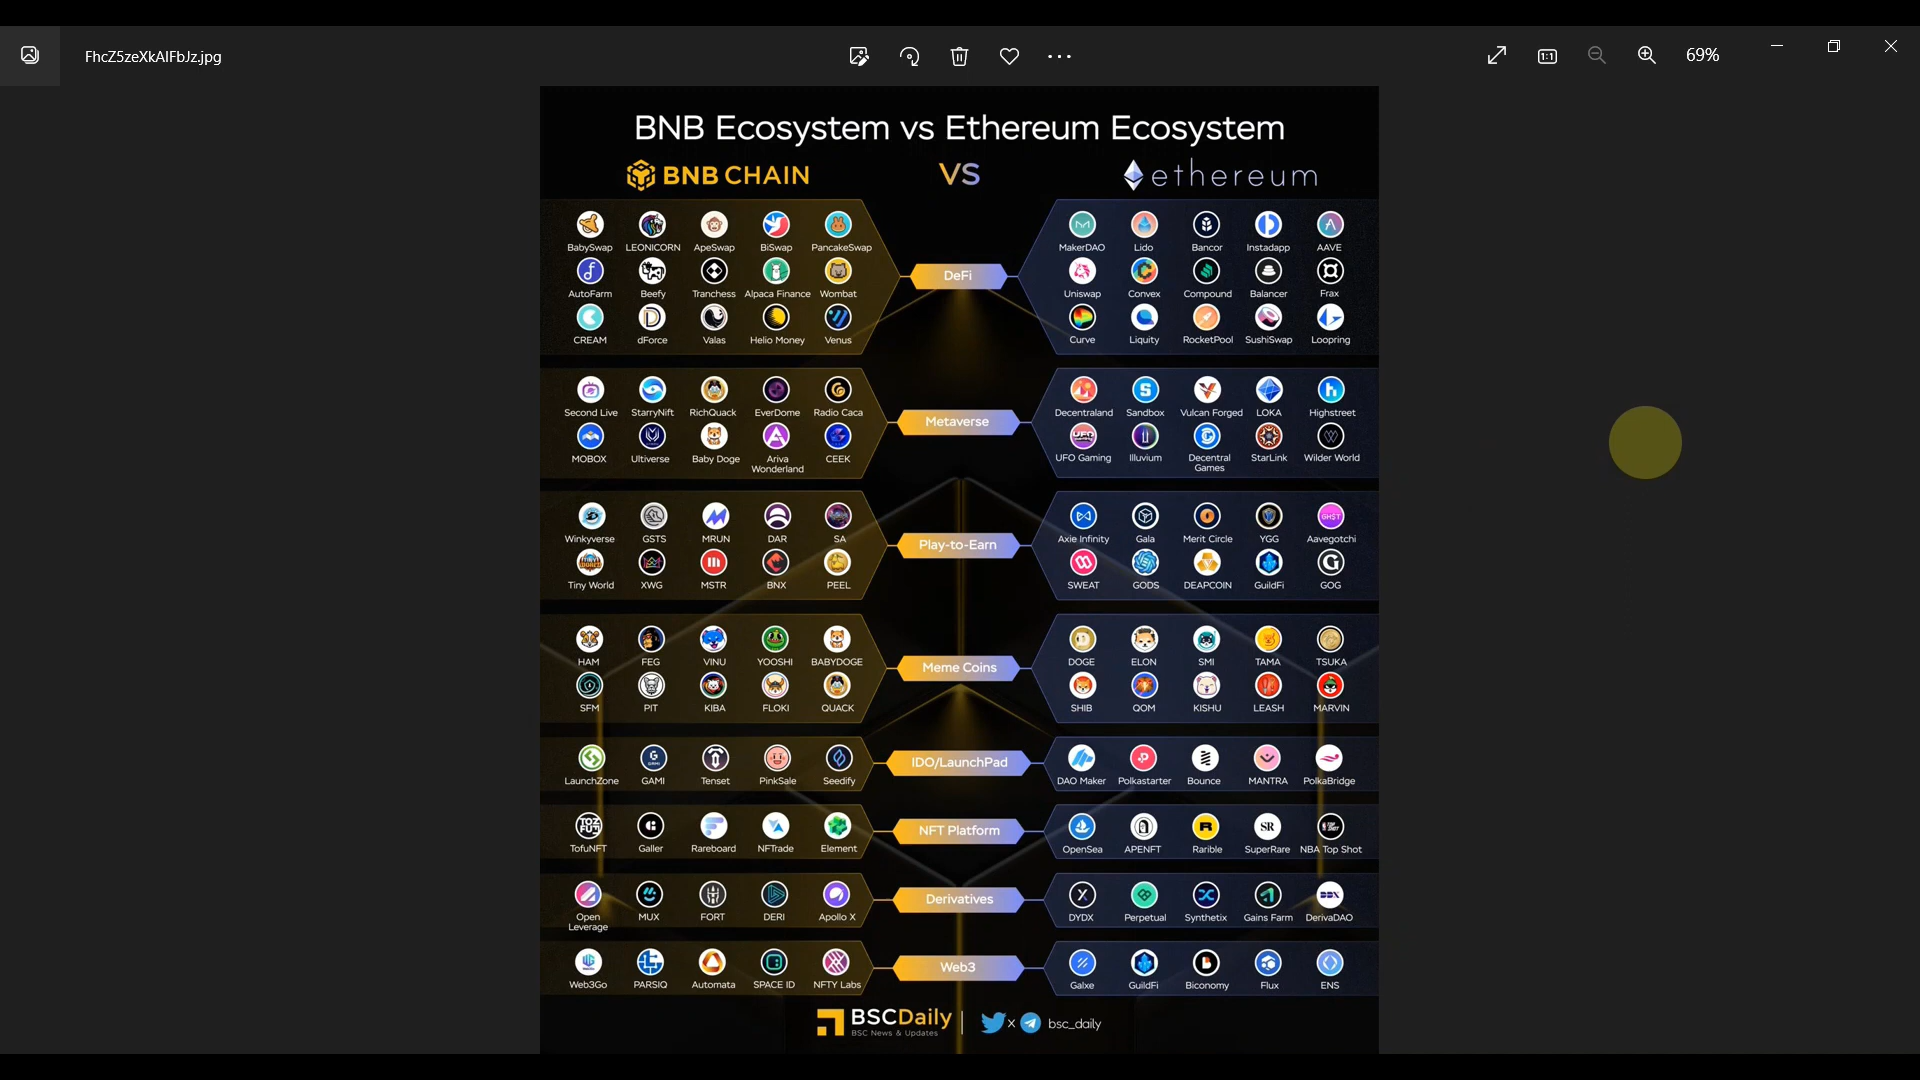 FhcZ5zeXkAIFbJz.jpg
69%
BNB Ecosystem vs Ethereum Ecosystem
BNB CHAIN VS ethereum
BabySwap LEONICORN ApeSwap BiSwap PancakeSwap
AutoFarm Beefy Tranchess Alpaca Finance Wombat
CREAM dForce Valas Helio Money Venus
DeFi
MakerDAO Lido Bancor Instadapp AAVE
Uniswap Convex Compound Balancer Frax
Curve Liquity RocketPool SushiSwap Loopring
Second Live StarryNift RichQuack EverDome Radio Caca
MOBOX Ultiverse Baby Doge Ariva Wonderland CEEK
Metaverse
Decentraland Sandbox Vulcan Forged LOKA Highstreet
UFO Gaming Illuvium Decentral Games StarLink Wilder World
Winkyverse GSTS MRUN DAR SA
Tiny World XWG MSTR BNX PEEL
Play-to-Earn
Axie Infinity Gala Merit Circle YGG Aavegotchi
SWEAT GODS DEAPCOIN GuildFi GOG
HAM FEG VINU YOOSHI BABYDOGE
SFM PIT KIBA FLOKI QUACK
Meme Coins
DOGE ELON SMI TAMA TSUKA
SHIB QOM KISHU LEASH MARVIN
LaunchZone GAMI Tenset PinkSale Seedify
IDO/LaunchPad
DAO Maker Polkastarter Bounce MANTRA PolkaBridge
TofuNFT Galler Rareboard NFTrade Element
NFT Platform
OpenSea APENFT Rarible SuperRare NBA Top Shot
Open Leverage MUX FORT DERI Apollo X
Derivatives
DYDX Perpetual Synthetix Gains Farm DerivaDAO
Web3Go PARSIQ Automata SPACE ID NFTY Labs
Web3
Galxe GuildFi Biconomy Flux ENS
BSCDaily
BSC News & Updates
x bsc_daily